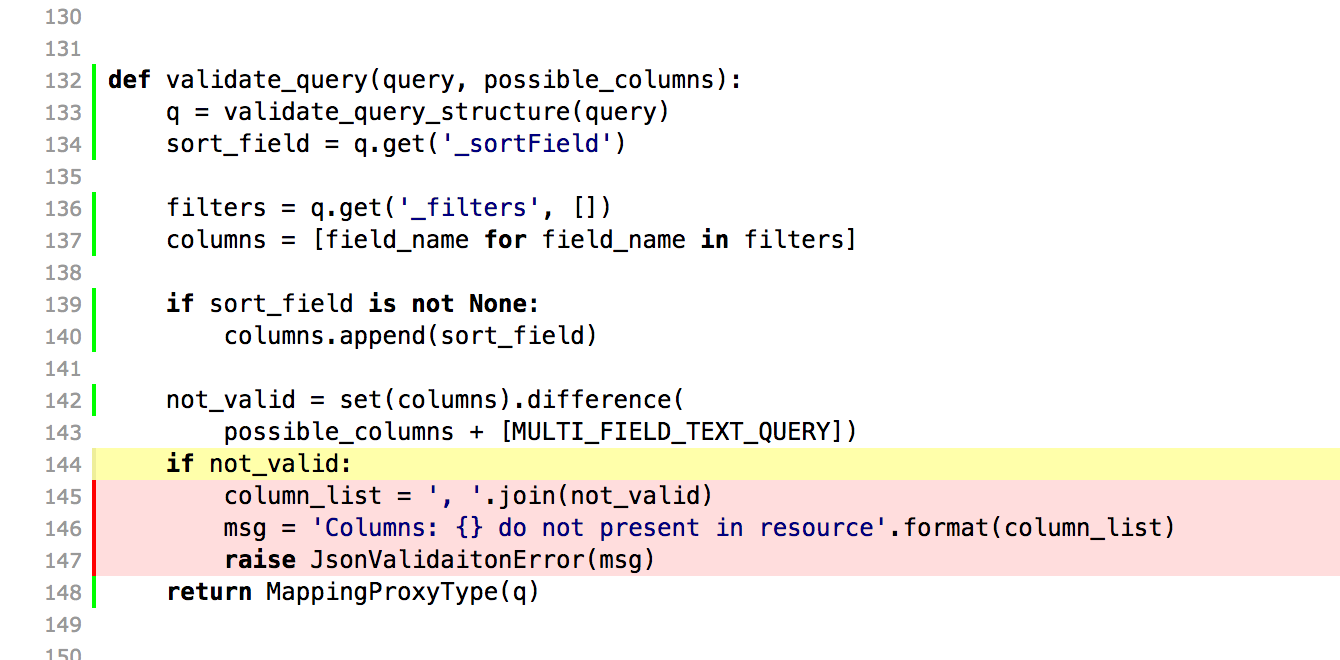 130
131
132 def validate_query(query, possible_columns):
133     q = validate_query_structure(query)
134     sort_field = q.get('_sortField')
135
136     filters = q.get('_filters', [])
137     columns = [field_name for field_name in filters]
138
139     if sort_field is not None:
140         columns.append(sort_field)
141
142     not_valid = set(columns).difference(
143         possible_columns + [MULTI_FIELD_TEXT_QUERY])
144     if not_valid:
145         column_list = ', '.join(not_valid)
146         msg = 'Columns: {} do not present in resource'.format(column_list)
147         raise JsonValidaitonError(msg)
148     return MappingProxyType(q)
149
150